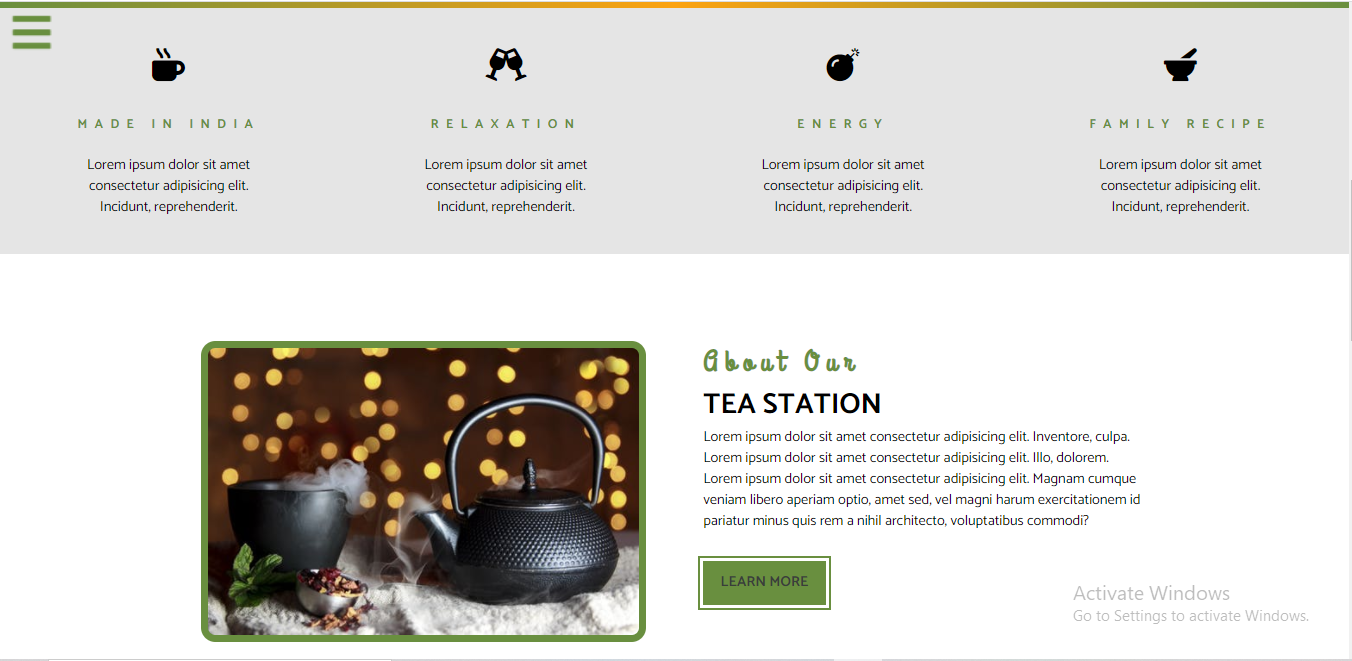 MADE IN INDIA
Lorem ipsum dolor sit amet
consectetur adipisicing elit.
Incidunt, reprehenderit.
RELAXATION
Lorem ipsum dolor sit amet
consectetur adipisicing elit.
Incidunt, reprehenderit.
ENERGY
Lorem ipsum dolor sit amet
consectetur adipisicing elit.
Incidunt, reprehenderit.
FAMILY RECIPE
Lorem ipsum dolor sit amet
consectetur adipisicing elit.
Incidunt, reprehenderit.
About Our
TEA STATION
Lorem ipsum dolor sit amet consectetur adipisicing elit. Inventore, culpa.
Lorem ipsum dolor sit amet consectetur adipisicing elit. Illo, dolorem.
Lorem ipsum dolor sit amet consectetur adipisicing elit. Magnam cumque
veniam libero aperiam optio, amet sed, vel magni harum exercitationem id
pariatur minus quis rem a nihil architecto, voluptatibus commodi?
LEARN MORE
Activate Windows
Go to Settings to activate Windows.